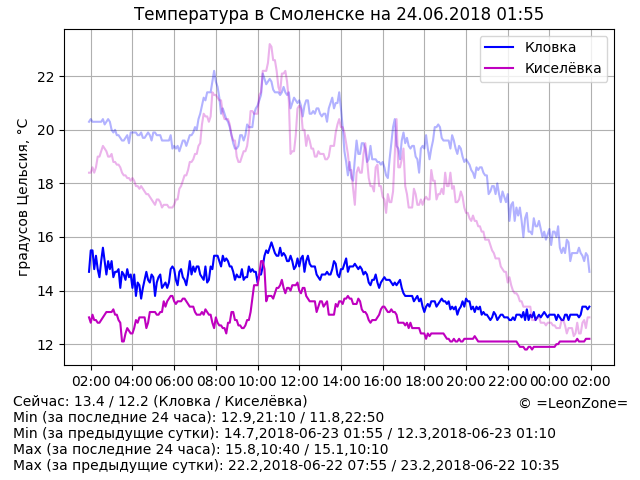 Температура в Смоленске на 24.06.2018 01:55
градусов Цельсия, °C
22
20
18
16
14
12
Кловка
Киселёвка
02:00 04:00 06:00 08:00 10:00 12:00 14:00 16:00 18:00 20:00 22:00 00:00 02:00
Сейчас: 13.4 / 12.2 (Кловка / Киселёвка)
© =LeonZone=
Min (за последние 24 часа): 12.9,21:10 / 11.8,22:50
Min (за предыдущие сутки): 14.7,2018-06-23 01:55 / 12.3,2018-06-23 01:10
Max (за последние 24 часа): 15.8,10:40 / 15.1,10:10
Max (за предыдущие сутки): 22.2,2018-06-22 07:55 / 23.2,2018-06-22 10:35